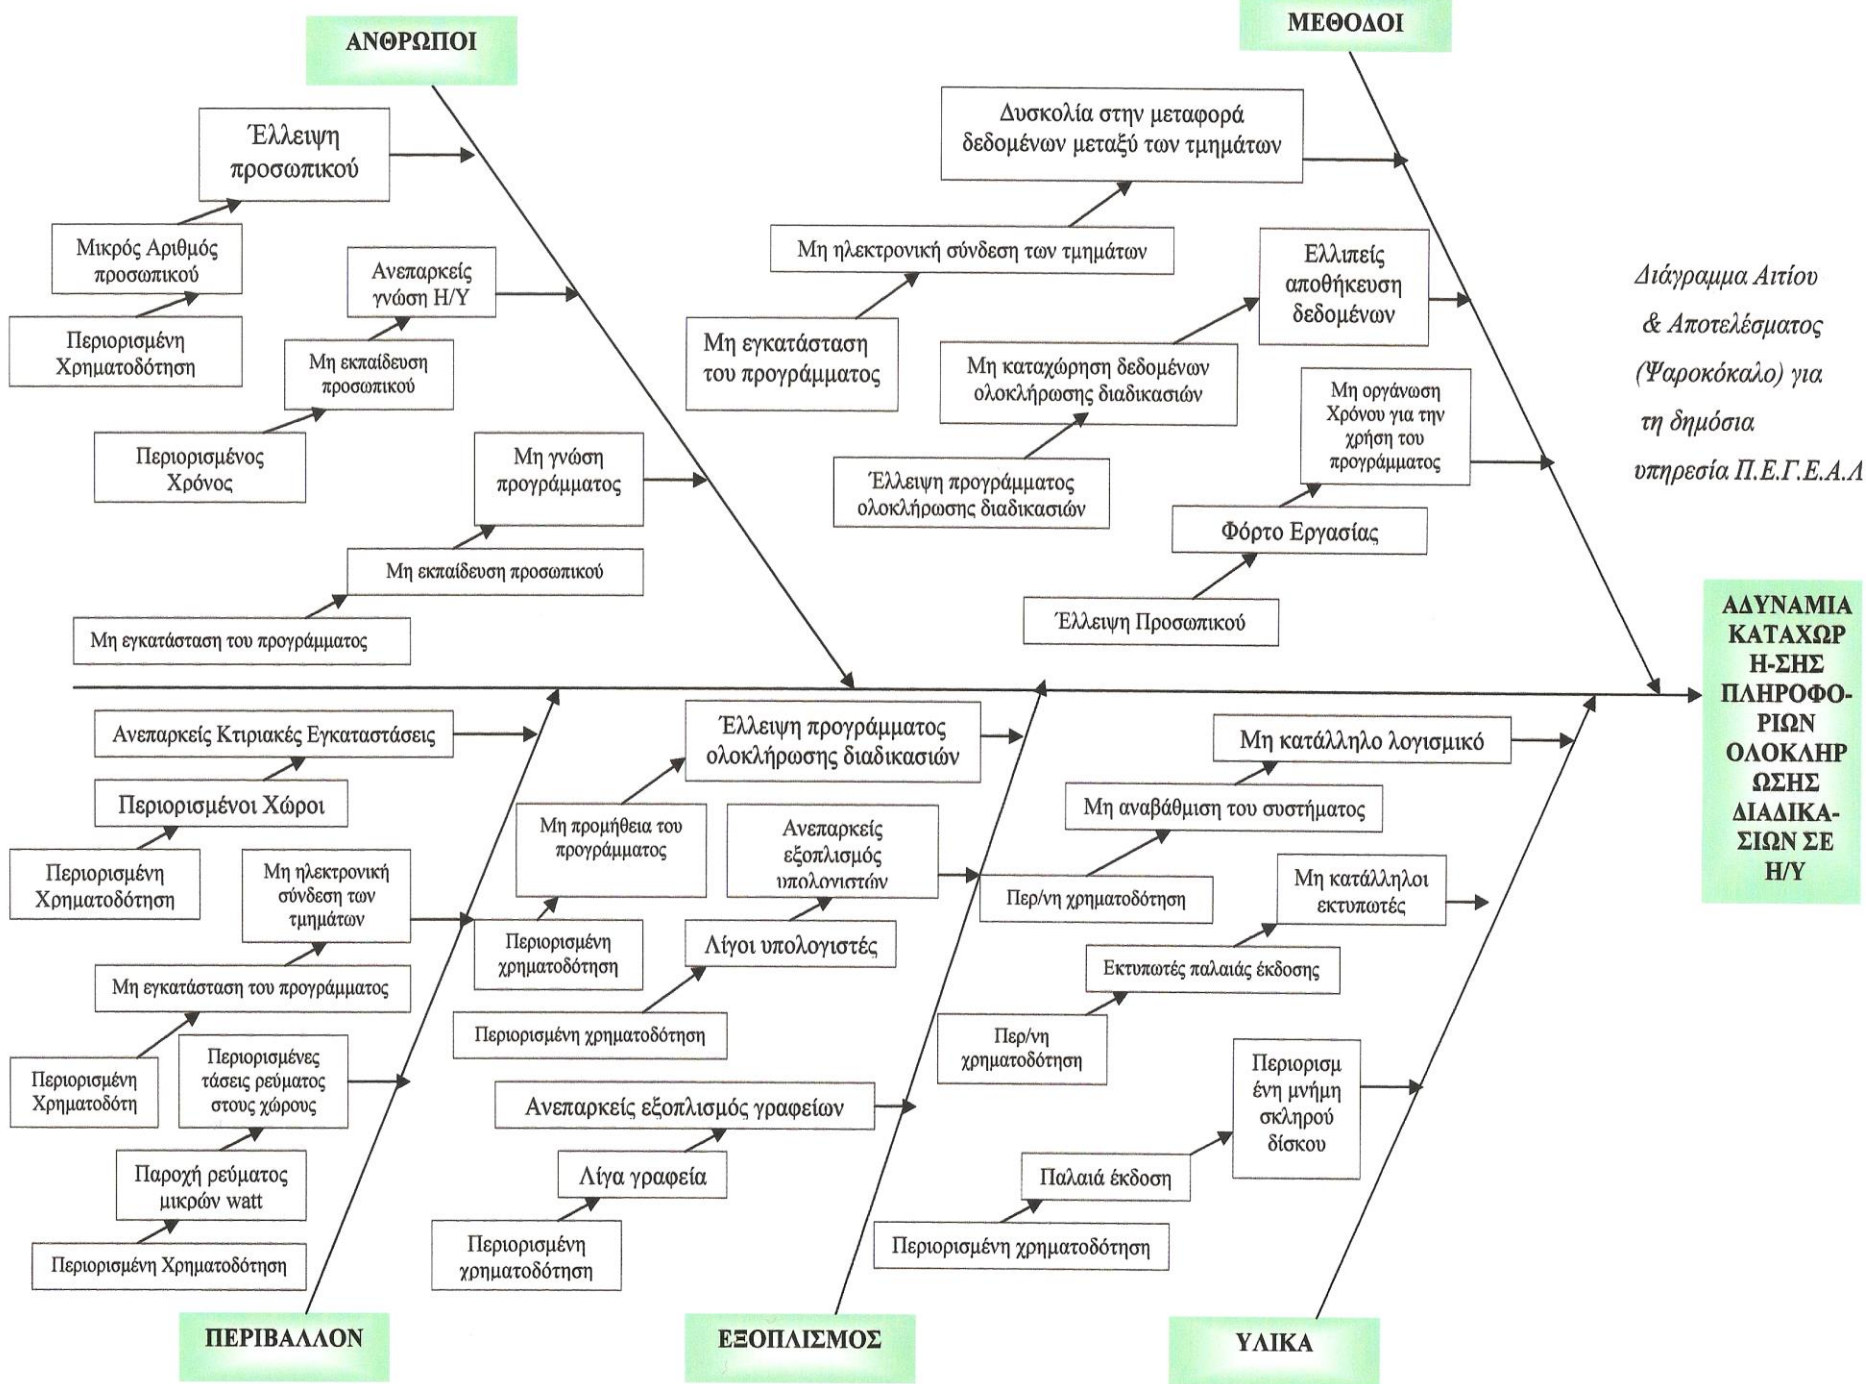 ΑΝΘΡΩΠΟΙ
Έλλειψη
προσωπικού
Μικρός Αριθμός
προσωπικού
Περιορισμένη
Χρηματοδότηση
Ανεπαρκείς
γνώση Η/Υ
Μη εκπαίδευση
προσωπικού
Περιορισμένος
Χρόνος
Μη γνώση
προγράμματος
Μη εκπαίδευση προσωπικού
Μη εγκατάσταση του προγράμματος
ΜΕΘΟΔΟΙ
Δυσκολία στην μεταφορά
δεδομένων μεταξύ των τμημάτων
Μη ηλεκτρονική σύνδεση των τμημάτων
Μη εγκατάσταση
του προγράμματος
Ελλιπείς
αποθήκευση
δεδομένων
Μη καταχώρηση δεδομένων
ολοκλήρωσης διαδικασιών
Έλλειψη προγράμματος
ολοκλήρωσης διαδικασιών
Μη οργάνωση
Χρόνου για την
χρήση του
προγράμματος
Φόρτο Εργασίας
Έλλειψη Προσωπικού
Διάγραμμα Αιτίου
& Αποτελέσματος
(Ψαροκόκαλο) για
τη δημόσια
υπηρεσία Π.Ε.Γ.Ε.Α.Λ
ΑΔΥΝΑΜΙΑ
ΚΑΤΑΧΩΡ
Η-ΣΗΣ
ΠΛΗΡΟΦΟ-
ΡΙΩΝ
ΟΛΟΚΛΗΡ
ΩΣΗΣ
ΔΙΑΔΙΚΑ-
ΣΙΩΝ ΣΕ
Η/Υ
Ανεπαρκείς Κτιριακές Εγκαταστάσεις
Περιορισμένοι Χώροι
Περιορισμένη
Χρηματοδότηση
Μη ηλεκτρονική
σύνδεση των
τμημάτων
Μη εγκατάσταση του προγράμματος
Περιορισμένη
Χρηματοδότη
Περιορισμένες
τάσεις ρεύματος
στους χώρους
Παροχή ρεύματος
μικρών watt
Περιορισμένη Χρηματοδότηση
ΠΕΡΙΒΑΛΛΟΝ
Έλλειψη προγράμματος
ολοκλήρωσης διαδικασιών
Μη προμήθεια του
προγράμματος
Περιορισμένη
χρηματοδότηση
Ανεπαρκείς
εξοπλισμός
υπολογιστών
Λίγοι υπολογιστές
Περιορισμένη χρηματοδότηση
Ανεπαρκείς εξοπλισμός γραφείων
Λίγα γραφεία
Περιορισμένη
χρηματοδότηση
ΕΞΟΠΛΙΣΜΟΣ
Μη κατάλληλο λογισμικό
Μη αναβάθμιση του συστήματος
Περ/νη χρηματοδότηση
Μη κατάλληλοι
εκτυπωτές
Εκτυπωτές παλαιάς έκδοσης
Περ/νη
χρηματοδότηση
Περιορισμ
ένη μνήμη
σκληρού
δίσκου
Παλαιά έκδοση
Περιορισμένη χρηματοδότηση
ΥΛΙΚΑ